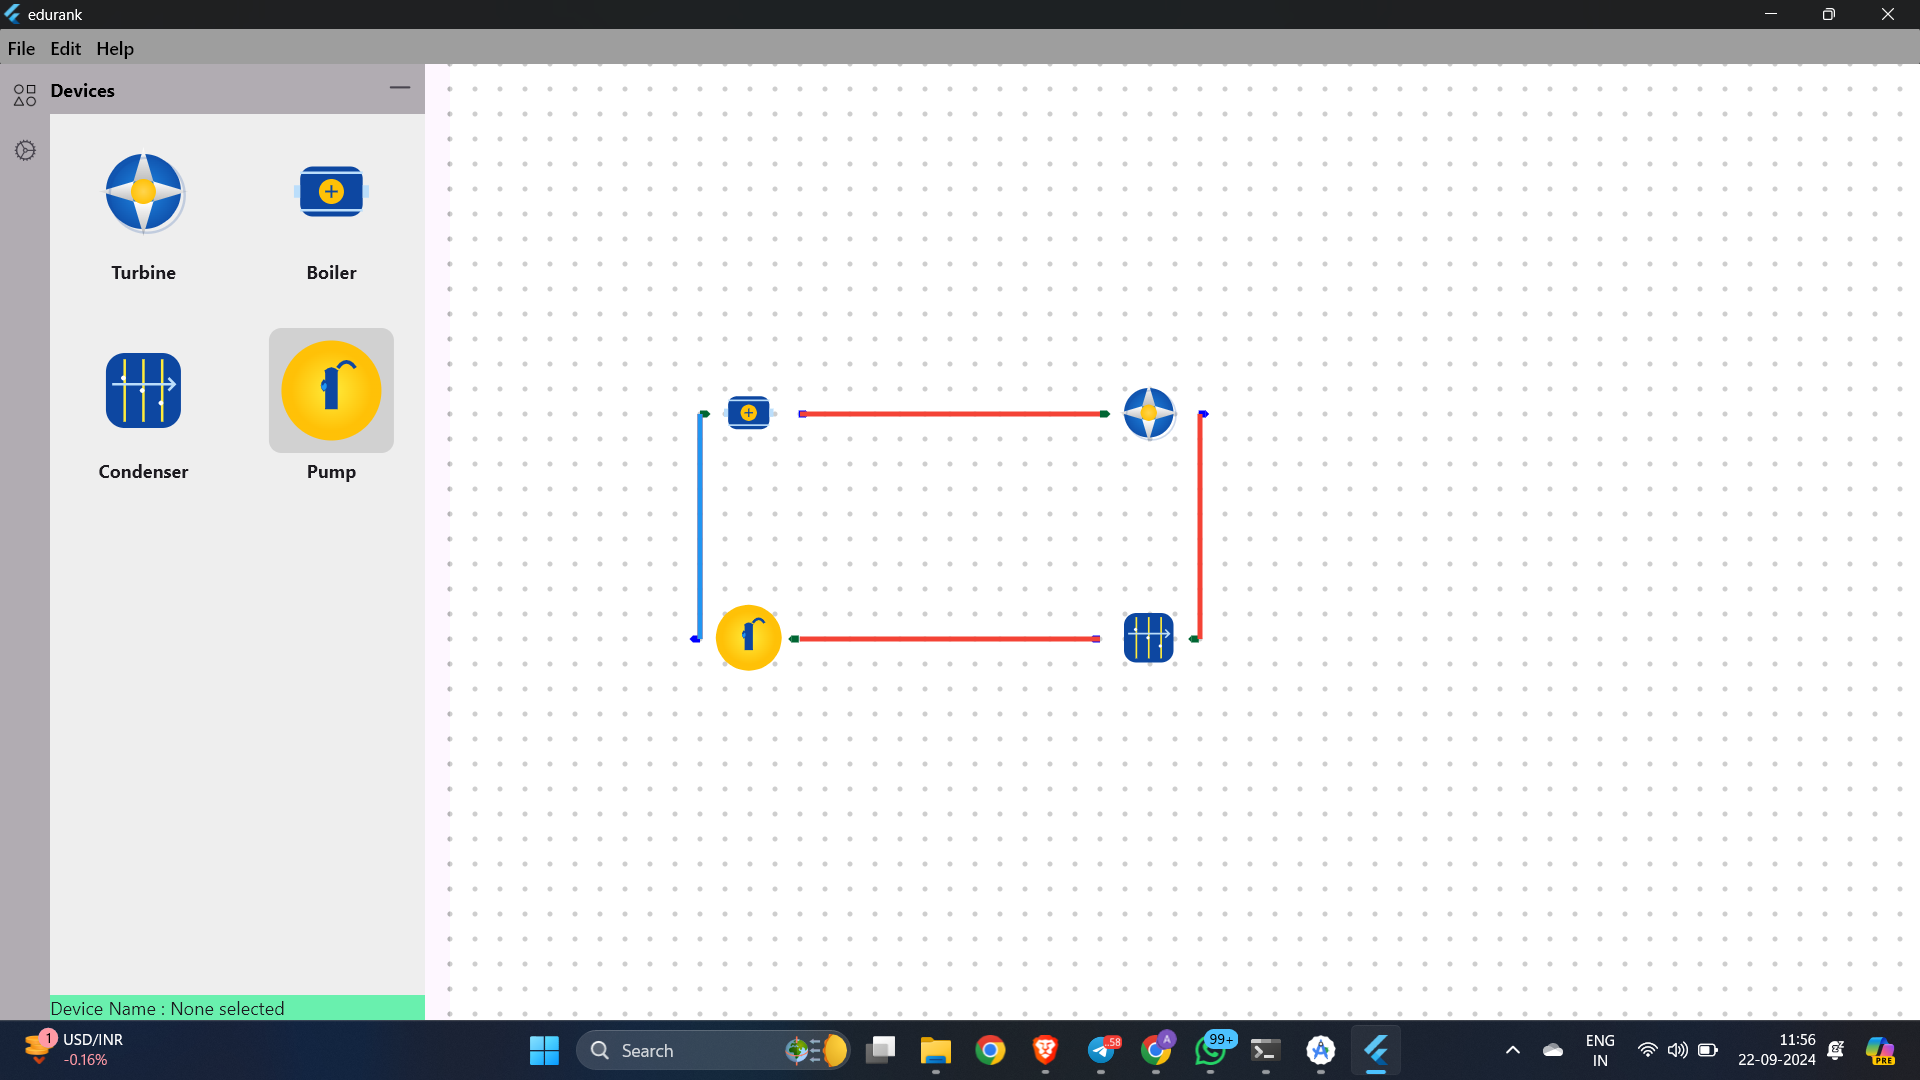 edurank
File Edit Help
Devices
Turbine Boiler
Condenser Pump
Device Name : None selected
1 USD/INR
-0.16%
Search
.58
A
99+
ENG
IN
11:56
22-09-2024
PRE